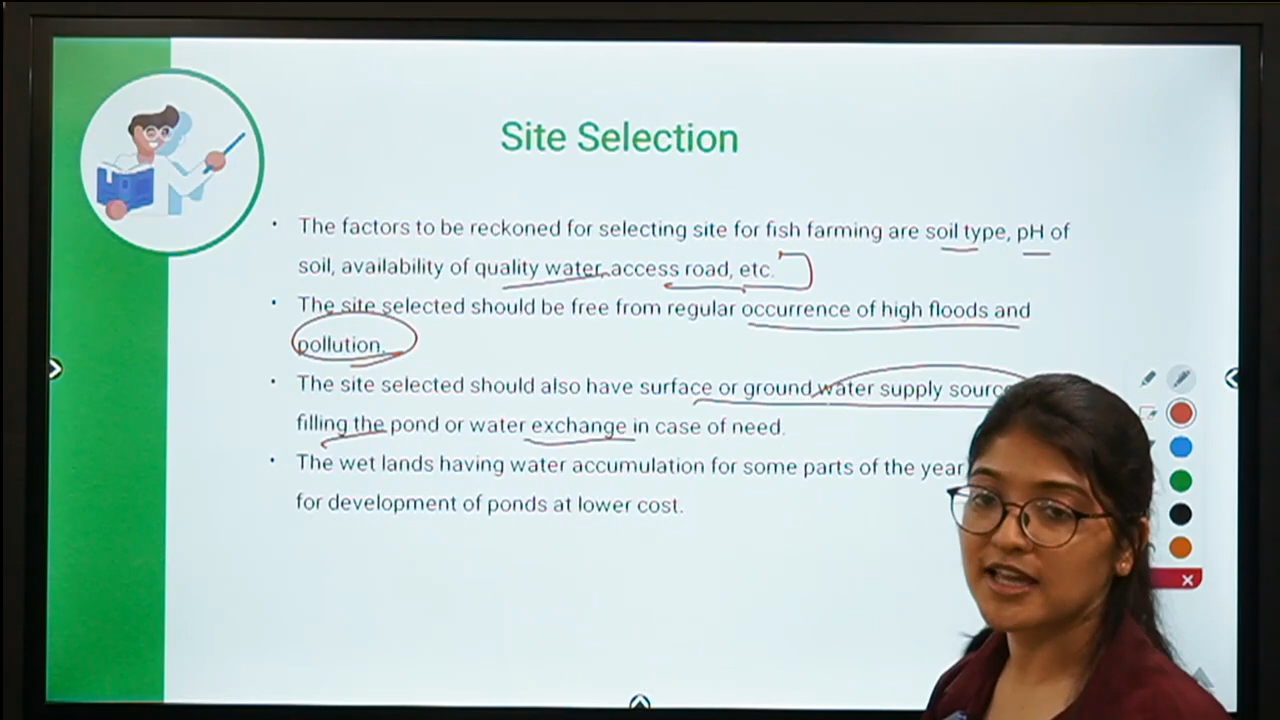 Site Selection
• The factors to be reckoned for selecting site for fish farming are soil type, pH of
soil, availability of quality water, access road, etc.
• The site selected should be free from regular occurrence of high floods and
pollution.
• The site selected should also have surface or ground water supply
filling the pond or water exchange in case of need.
• The wet lands having water accumulation for some parts of the year
for development of ponds at lower cost.